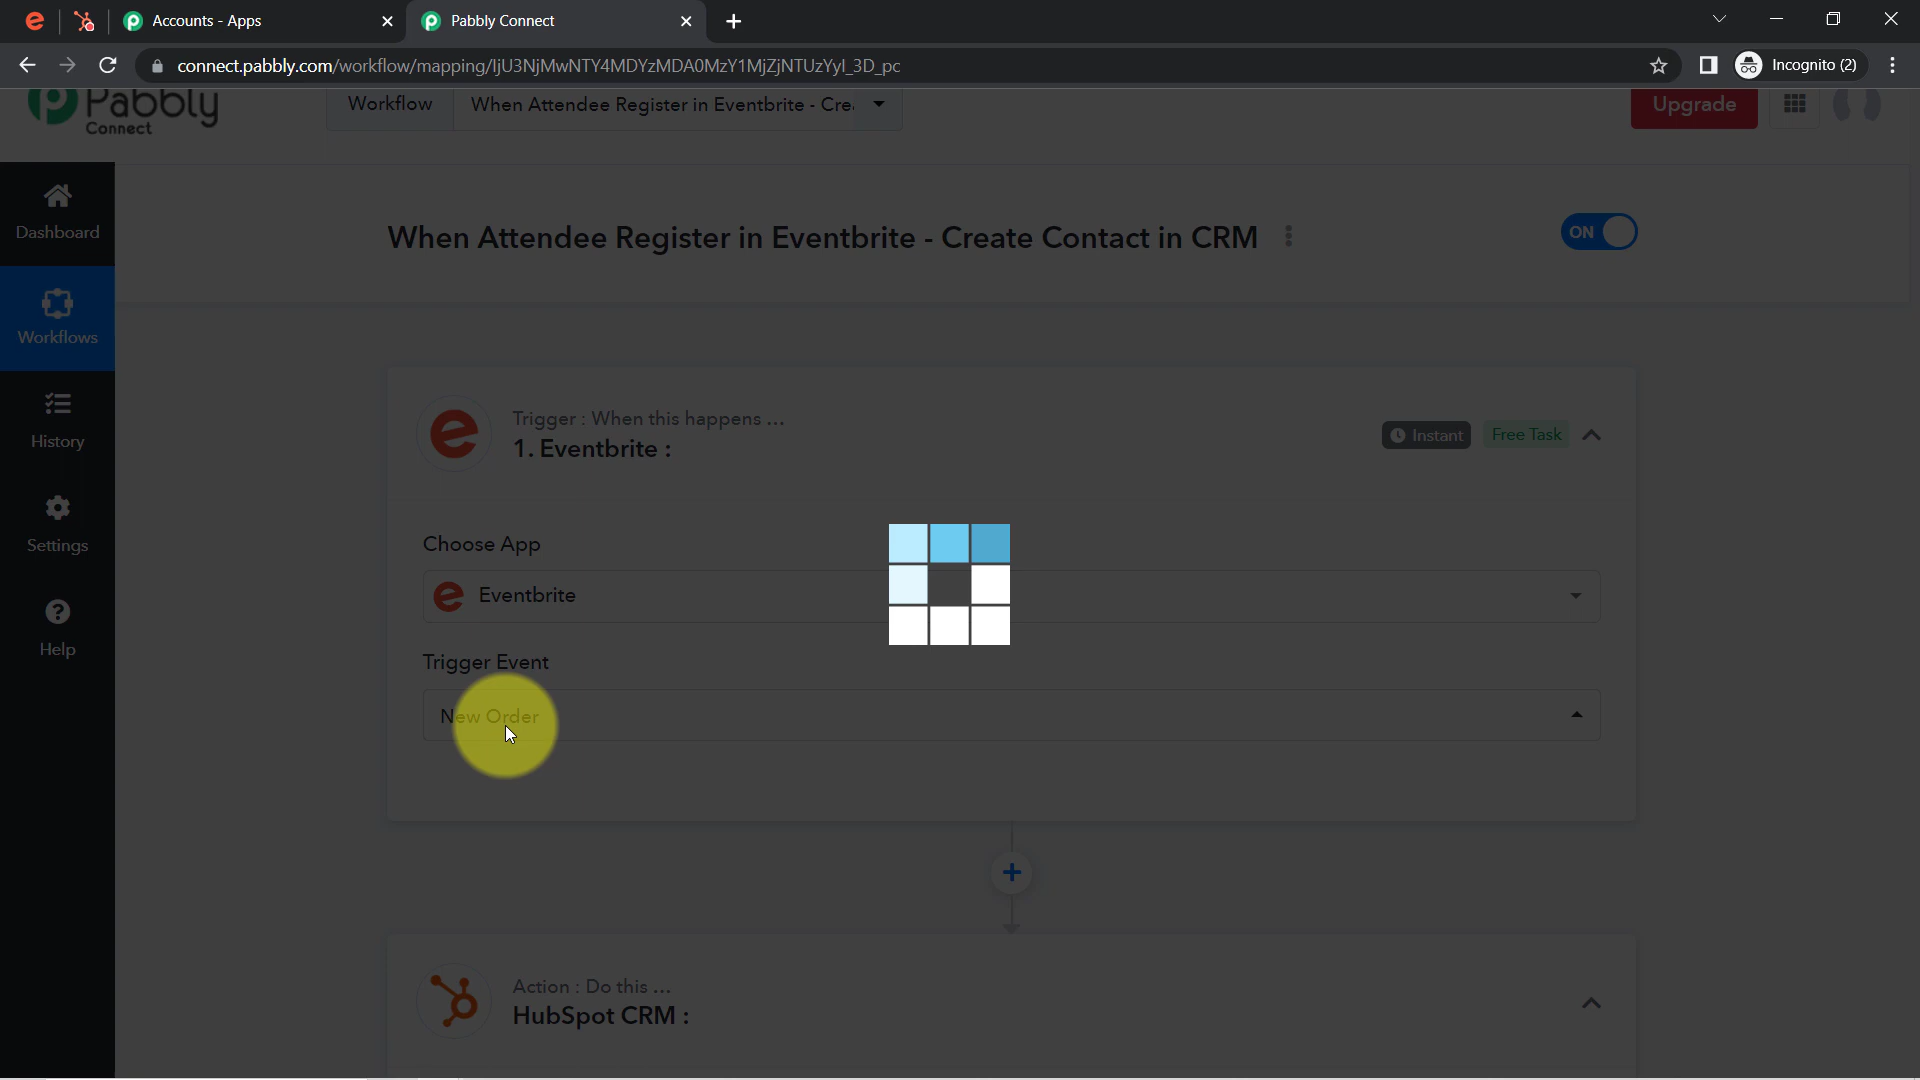 Accounts - Apps
Pabbly Connect
connect.pabbly.com/workflow/mapping/IjU3NjMwNTY4MDYzMDA0MzY1MjZjNTUzYyI_3D_pc
Incognito (2)
Pabbly
Connect
Workflow
When Attendee Register in Eventbrite - Crea
Upgrade
Dashboard
Workflows
History
Settings
Help
When Attendee Register in Eventbrite - Create Contact in CRM
ON
Trigger : When this happens ...
1. Eventbrite :
Instant
Free Task
Choose App
Eventbrite
Trigger Event
New Order
Action : Do this ...
HubSpot CRM :